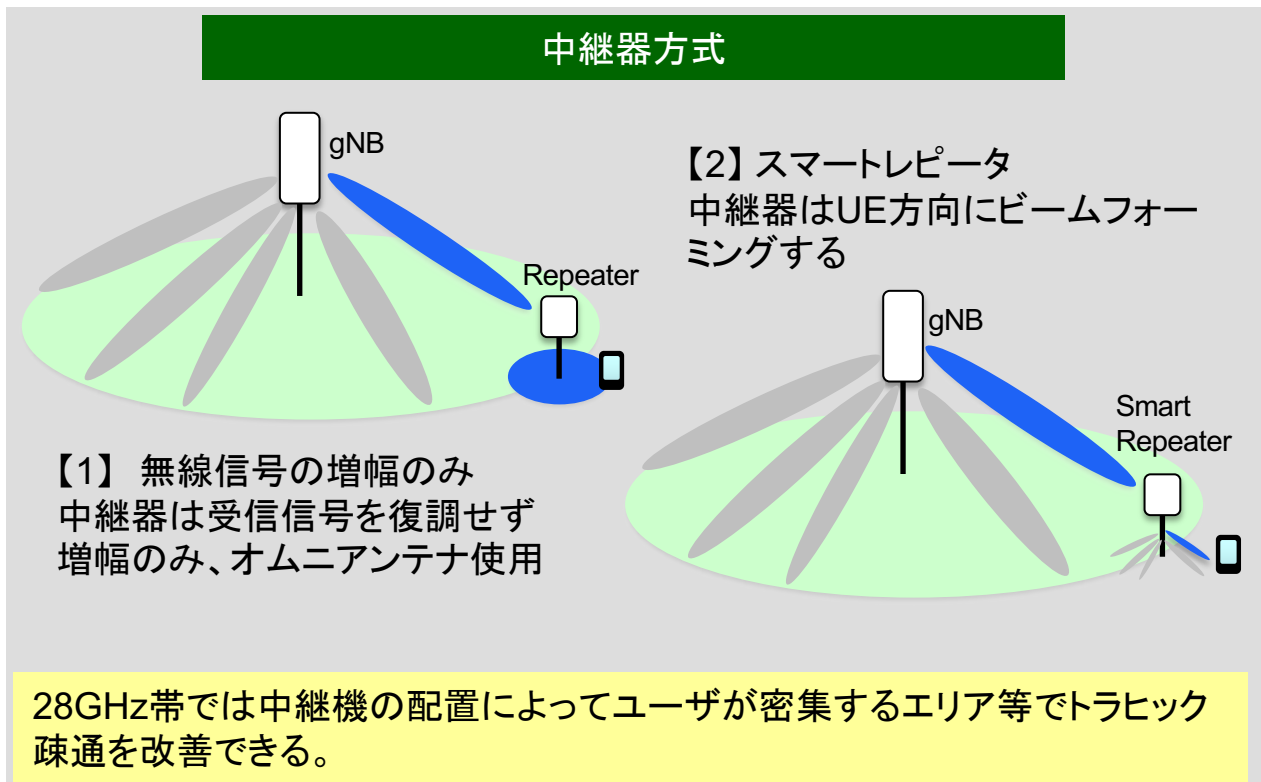 中継器方式
gNB
Repeater
【1】 無線信号の増幅のみ
中継器は受信信号を復調せず
増幅のみ、オムニアンテナ使用
【2】 スマートレピータ
中継器はUE方向にビームフォー
ミングする
gNB
Smart
Repeater
28GHz帯では中継機の配置によってユーザが密集するエリア等でトラヒック
疎通を改善できる。